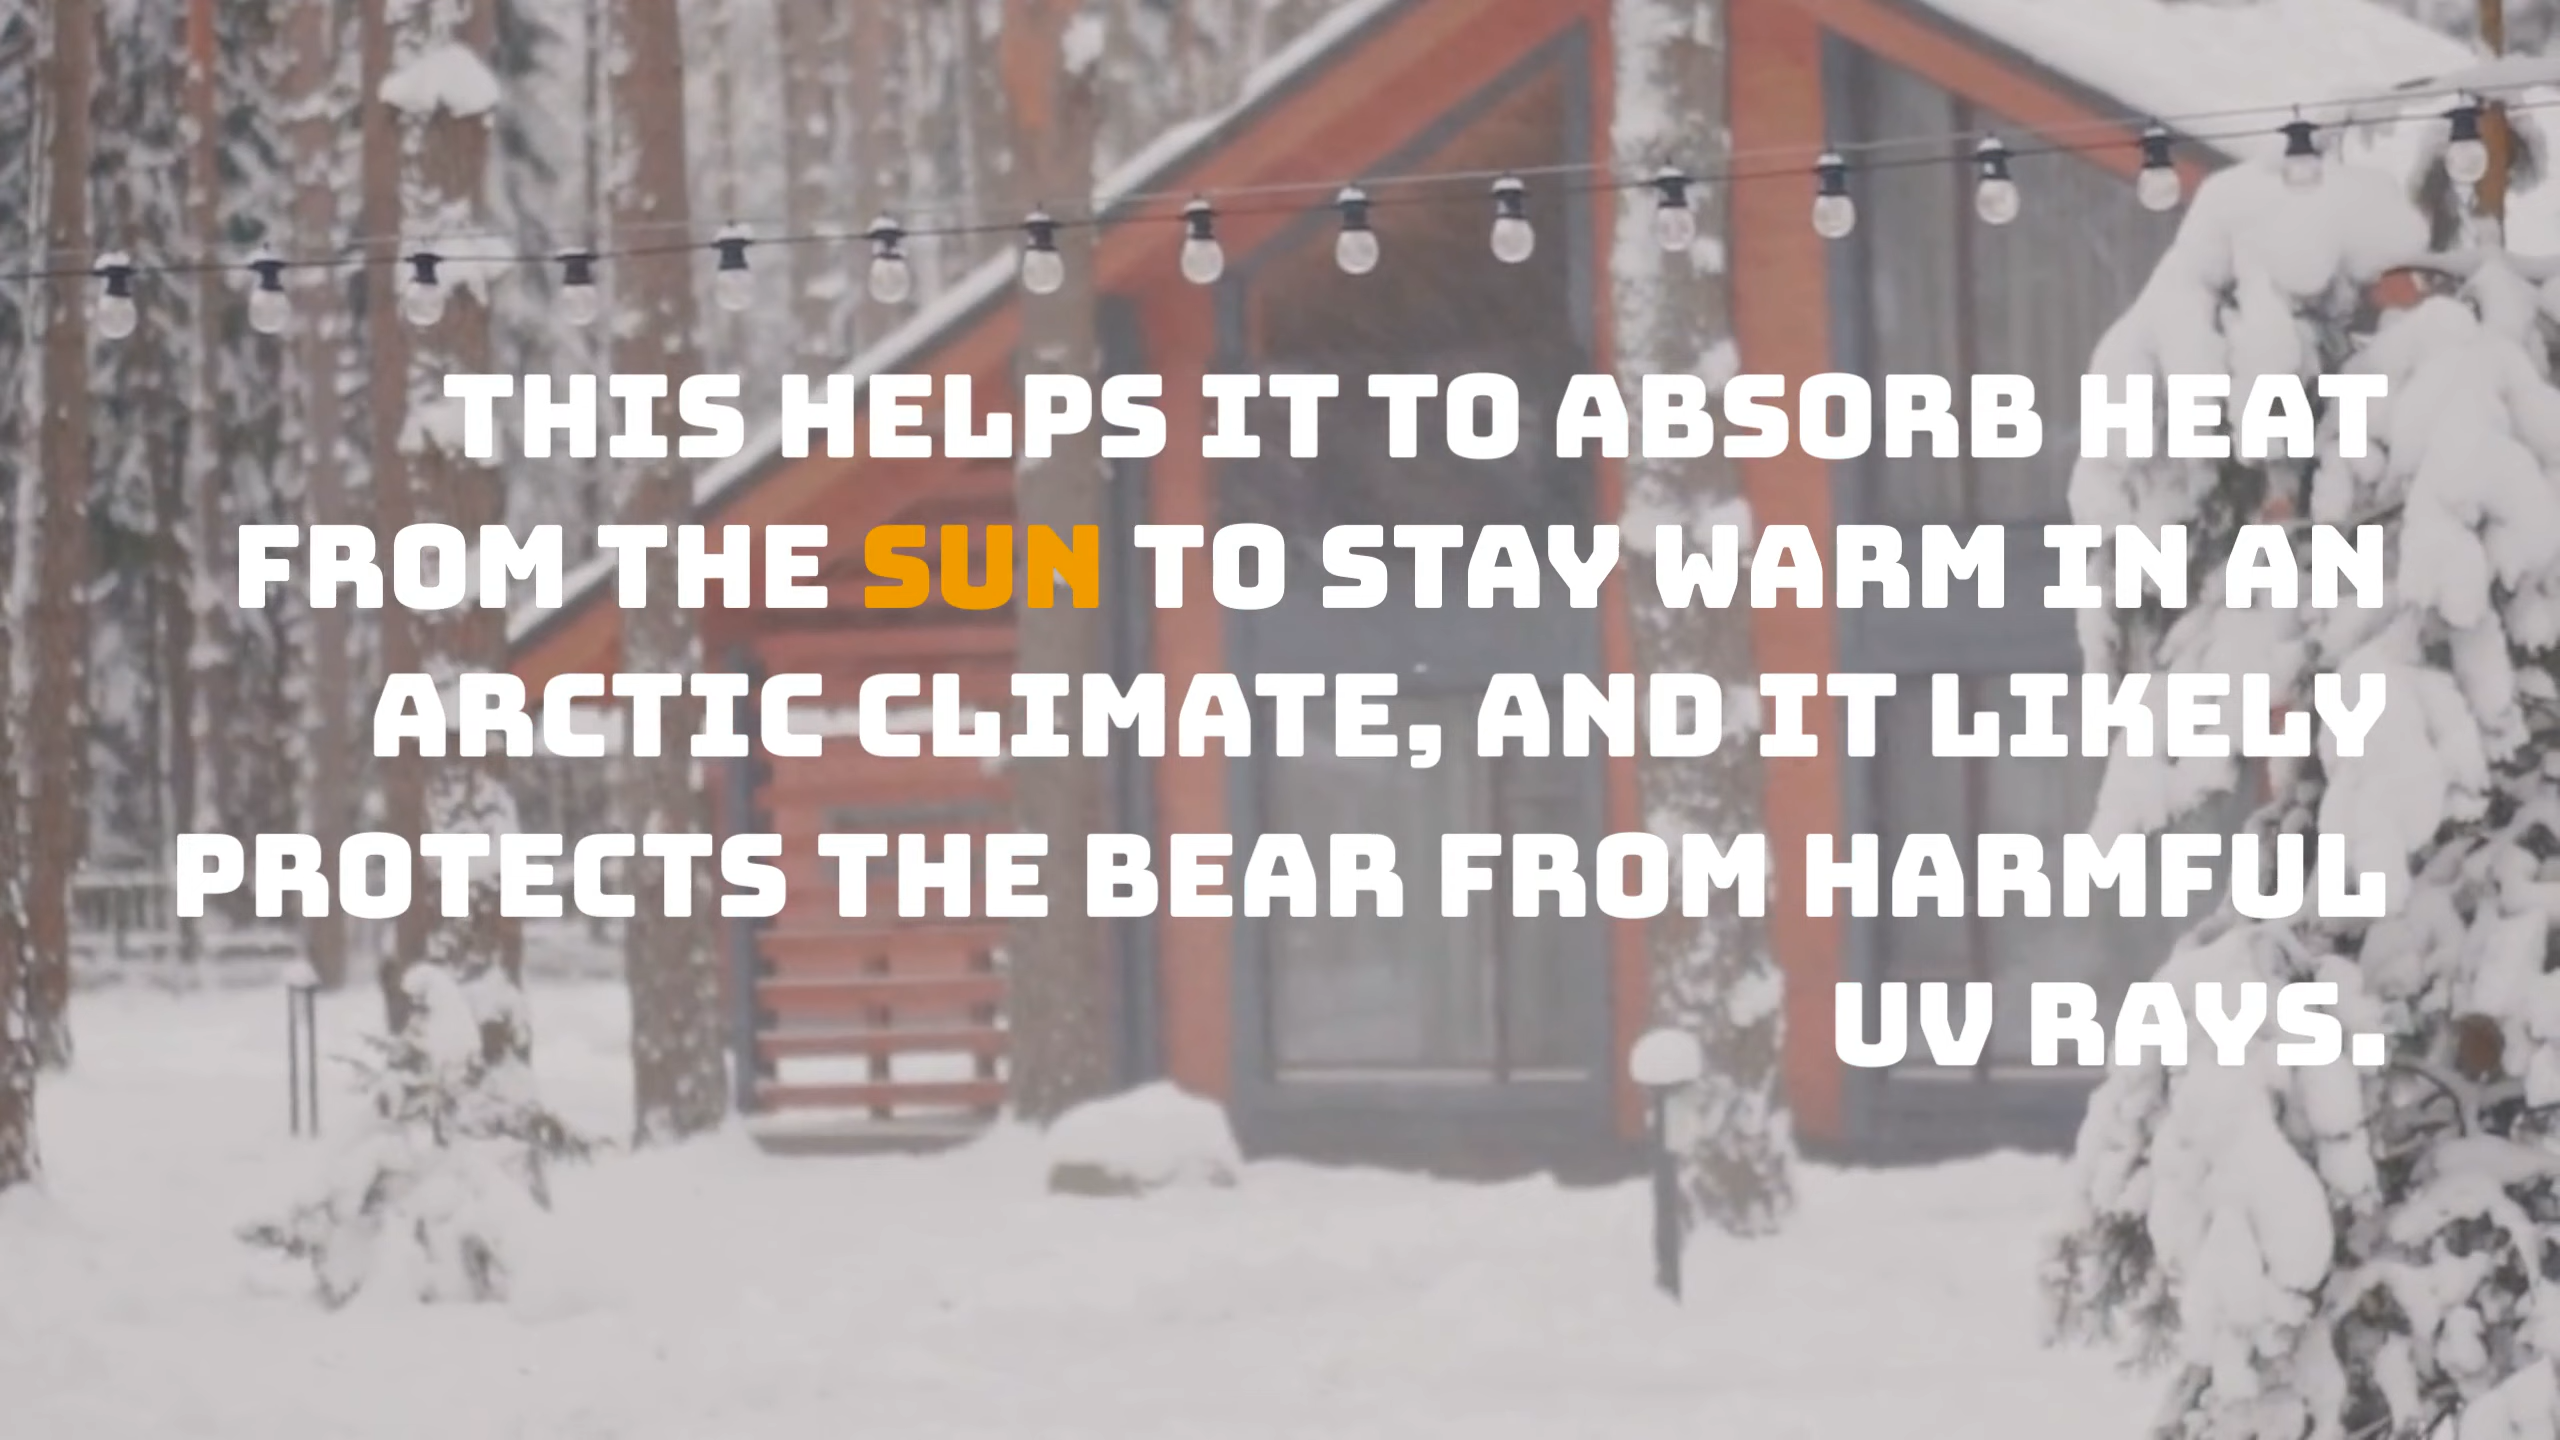 THIS HELPS IT TO ABSORB HEAT
FROM THE SUN TO STAY WARM IN AN
ARCTIC CLIMATE, AND IT LIKELY
PROTECTS THE BEAR FROM HARMFUL
UV RAYS.